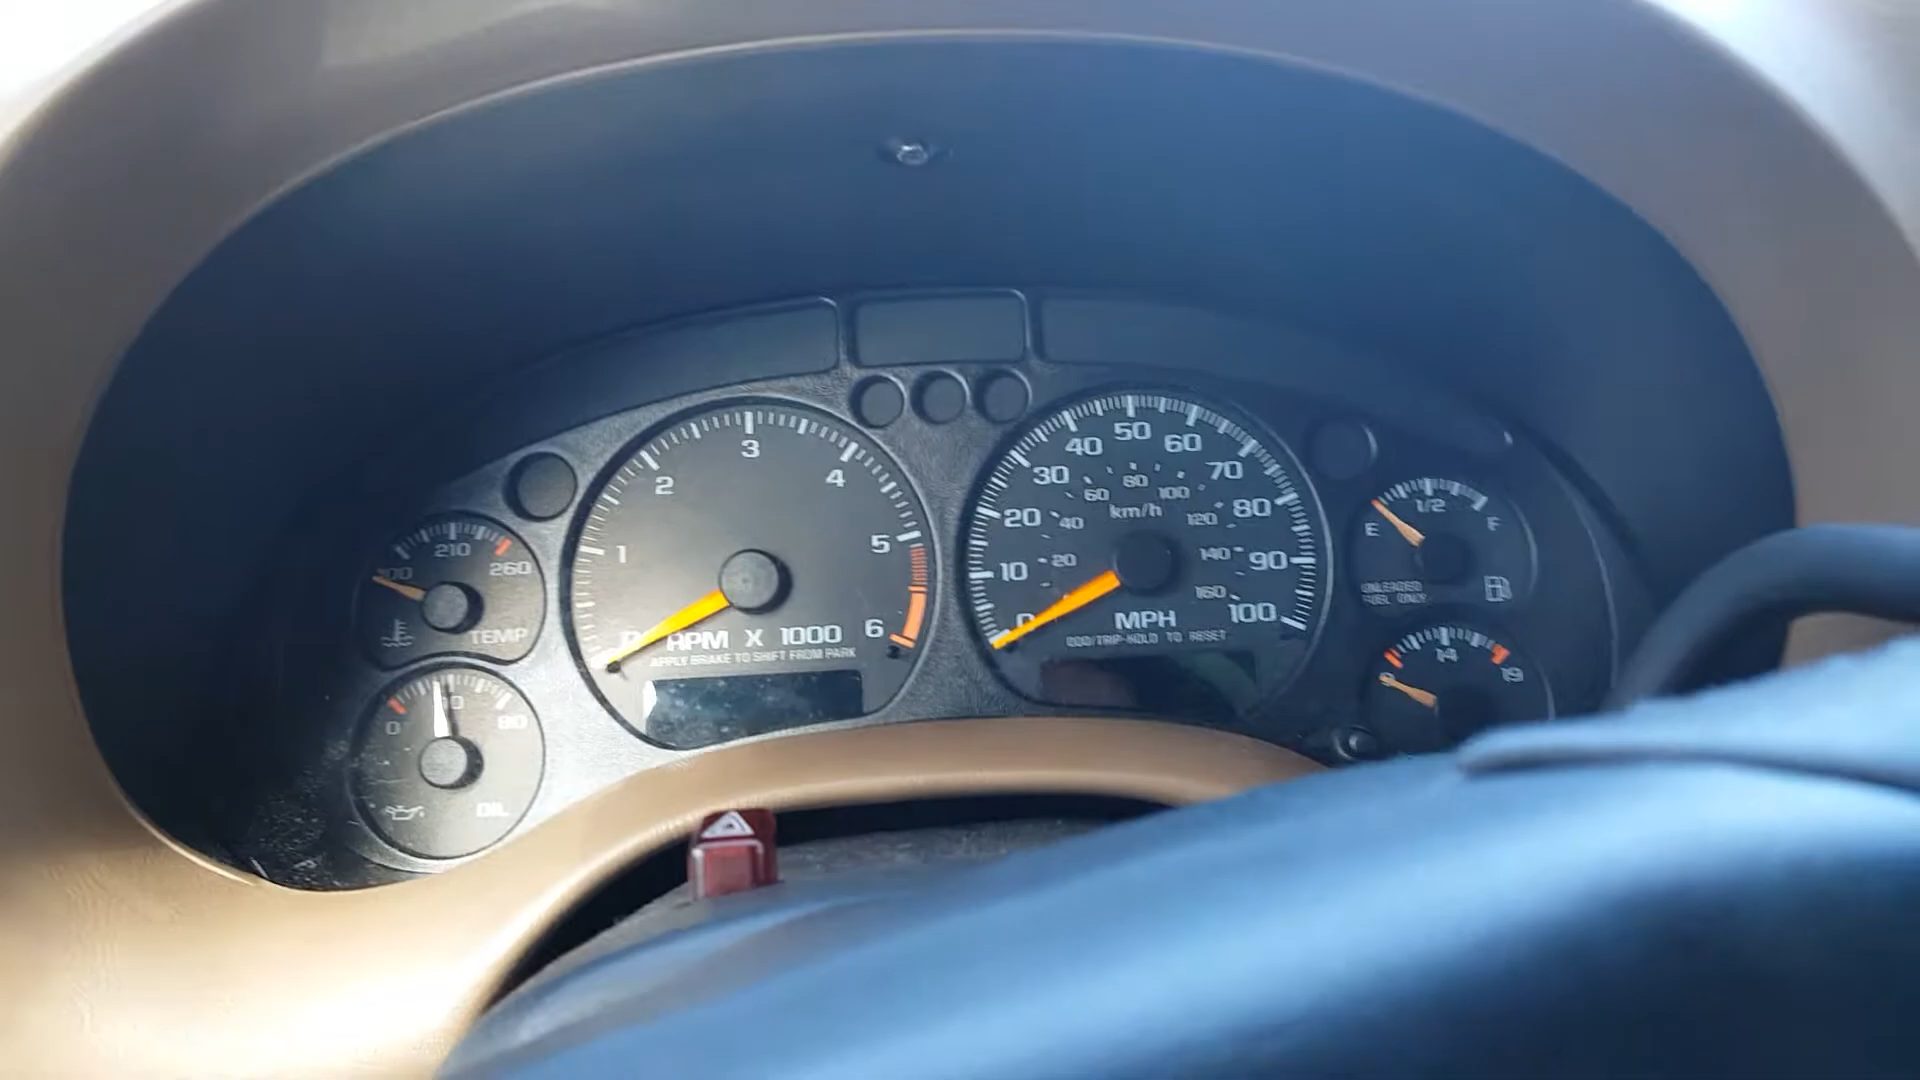 3
2
4
1
5
6
RPM X 1000
APPLY BRAKE TO SHIFT FROM PARK
210
260
TEMP
0
80
OIL
50
40
60
30
70
20
80
10
90
0
100
80
60
100
40
120
20
140
160
km/h
MPH
ODO/TRIP-HOLD TO RESET
1/2
E
F
UNLEADED
FUEL ONLY
14
19